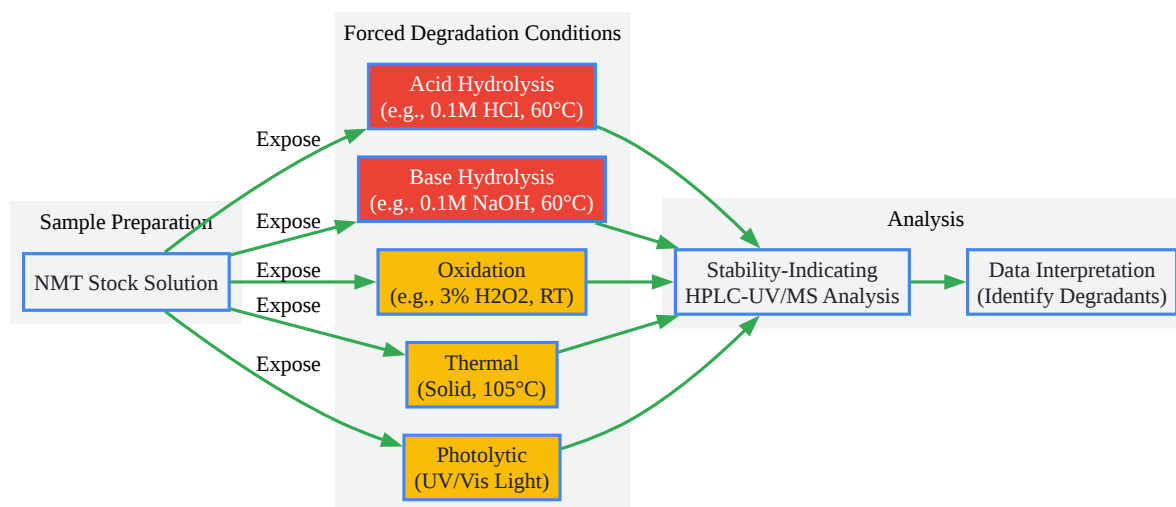 Forced Degradation Conditions
Acid Hydrolysis
(e.g., 0.1M HCl, 60°C)
Expose
Base Hydrolysis
(e.g., 0.1M NaOH, 60°C)
Sample Preparation
Expose
Analysis
NMT Stock Solution
Expose
Oxidation
(e.g., 3% H2O2, RT)
Stability-Indicating
HPLC-UV/MS Analysis
Data Interpretation
(Identify Degradants)
Expose
Thermal
(Solid, 105°C)
Expose
Photolytic
(UV/Vis Light)